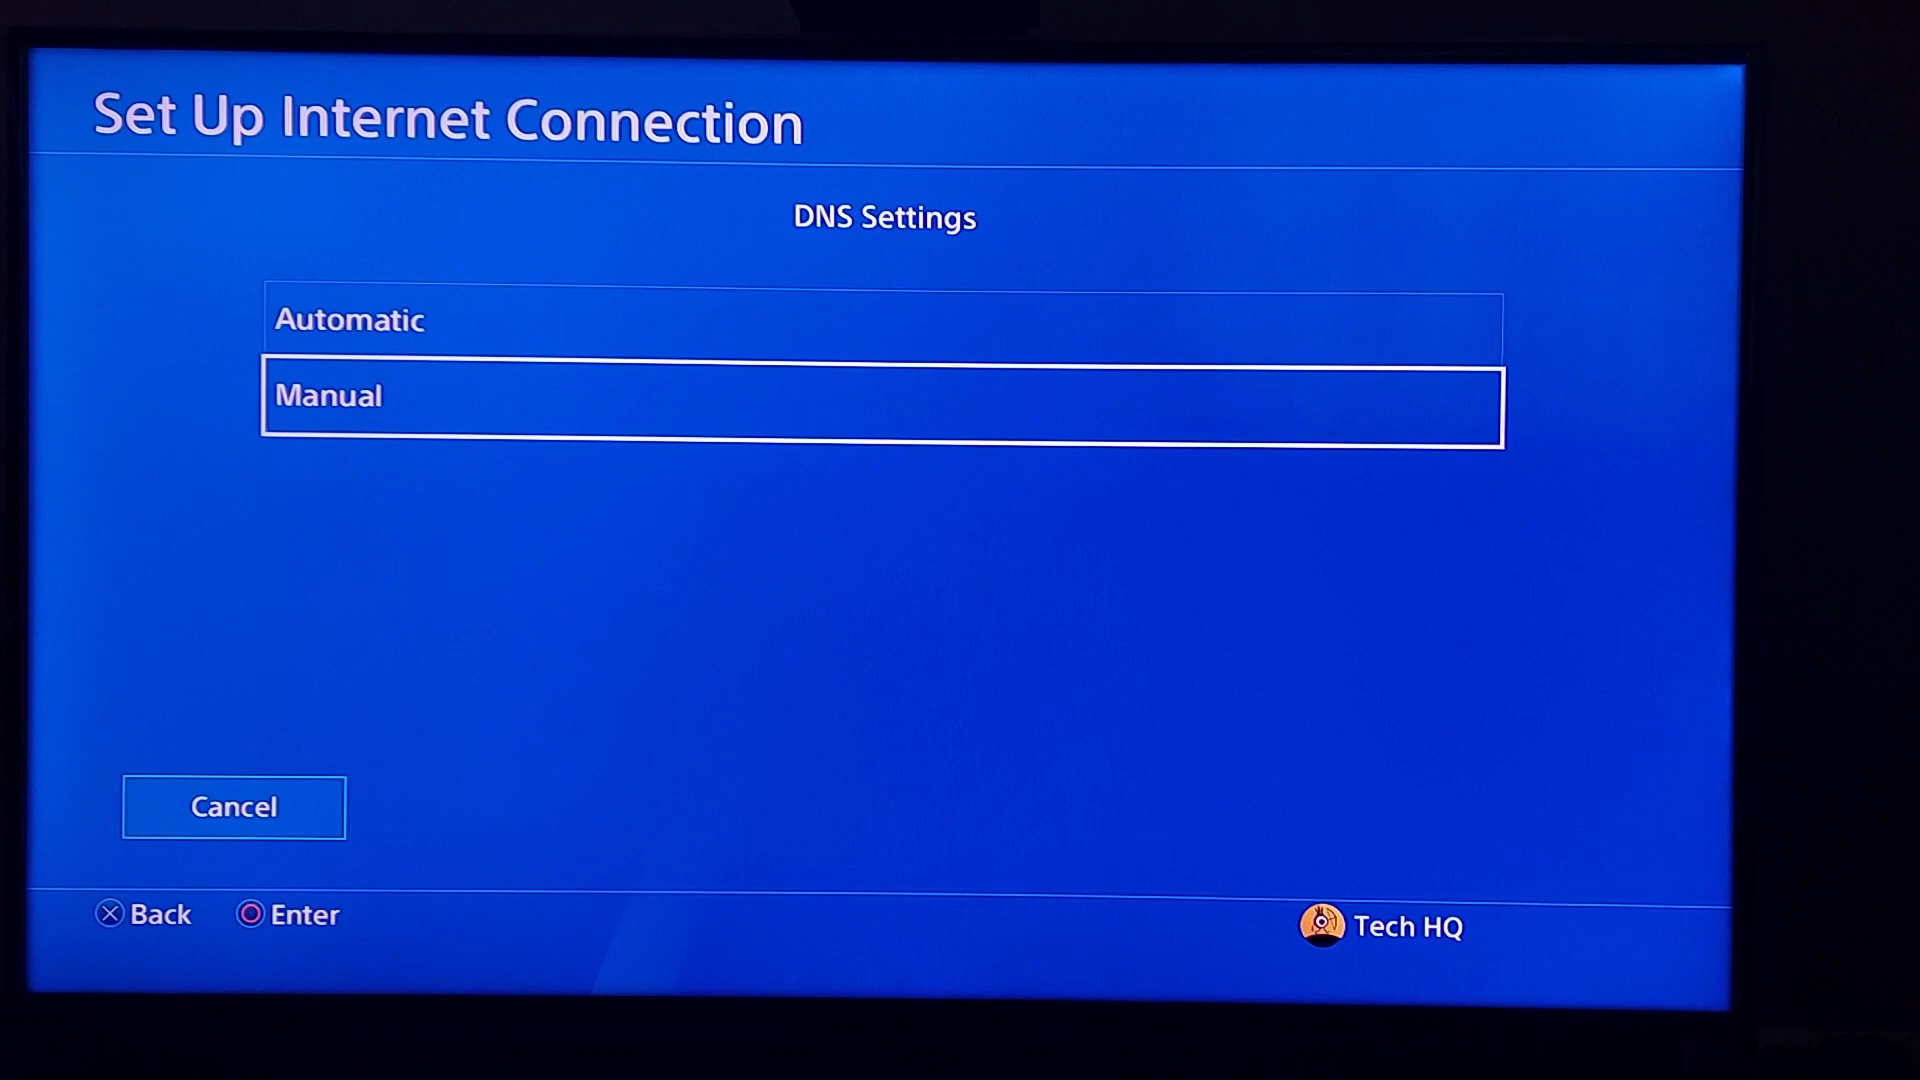 Set Up Internet Connection
DNS Settings
Automatic
Manual
Cancel
Back Enter Tech HQ